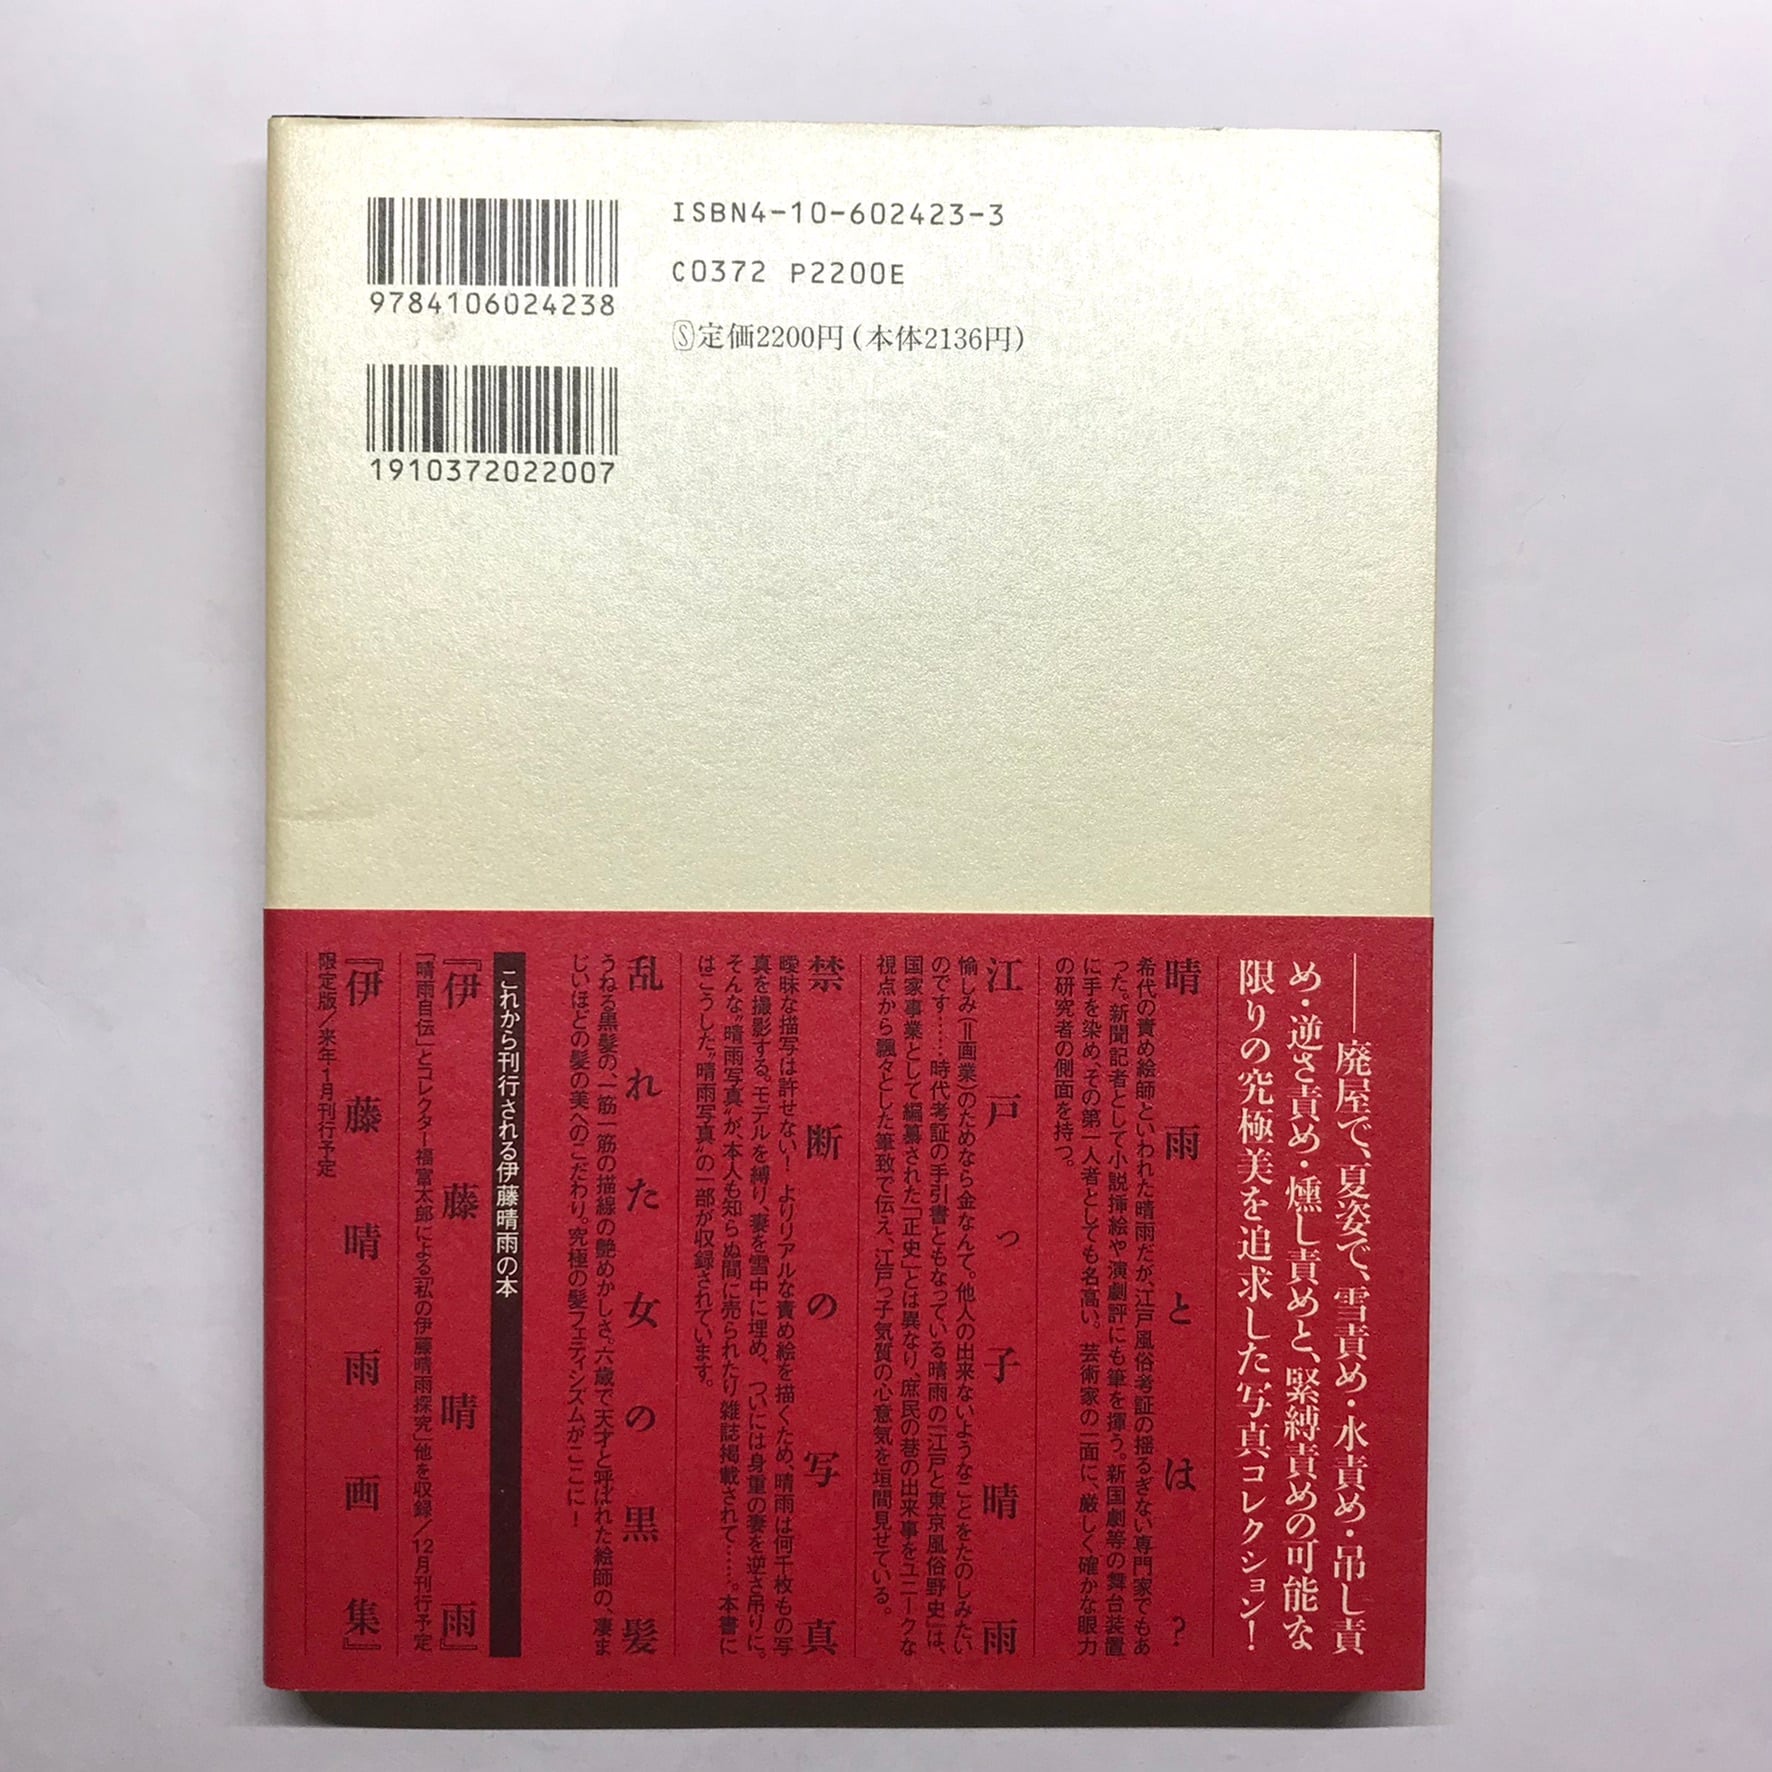 9784106024238
ISBN4-10-602423-3
C0372 P2200E
Ⓢ定価2200円(本体2136円)
1910372022007
――廃屋で、夏姿で、雪責め・水責め・吊し責
め・逆さ責め・燻し責めと、緊縛責めの可能な
限りの究極美を追求した写真コレクション!
晴雨とは?
希代の責め絵師といわれた晴雨だが、江戸風俗考証の揺るぎない専門家でもあ
った。新聞記者として小説挿絵や演劇評にも筆を揮う。新国劇等の舞台装置
に手を染め、その第一人者としても名高い。芸術家の一面に、厳しく確かな眼力
の研究者の側面を持つ。
江戸っ子晴雨
愉しみ(=画業)のためなら金なんて。他人の出来ないようなことをたのしみたい
のです……時代考証の手引書ともなっている晴雨の「江戸と東京風俗野史」は、
国家事業として編纂された「正史」とは異なり、庶民の巷の出来事をユニークな
視点から飄々とした筆致で伝え、江戸っ子気質の心意気を垣間見せている。
禁断の写真
曖昧な描写は許せない! よりリアルな責め絵を描くため、晴雨は何千枚もの写
真を撮影する。モデルを縛り、妻を雪中に埋め、ついには身重の妻を逆さ吊りに。
そんな〝晴雨写真〟が本人も知らぬ間に売られたり雑誌掲載されて……。本書に
はこうした〝晴雨写真〟の一部が収録されています。
乱れた女の黒髪
うねる黒髪の、一筋一筋の描線の艶めかしさ。六歳で天才と呼ばれた絵師の、凄ま
じいほどの髪の美へのこだわり。究極の髪フェティシズムがここに!
これから刊行される伊藤晴雨の本
『伊藤晴雨』
「晴雨自伝」とコレクター福富太郎による「私の伊藤晴雨探究」他を収録/12月刊行予定
『伊藤晴雨画集』
限定版/来年1月刊行予定